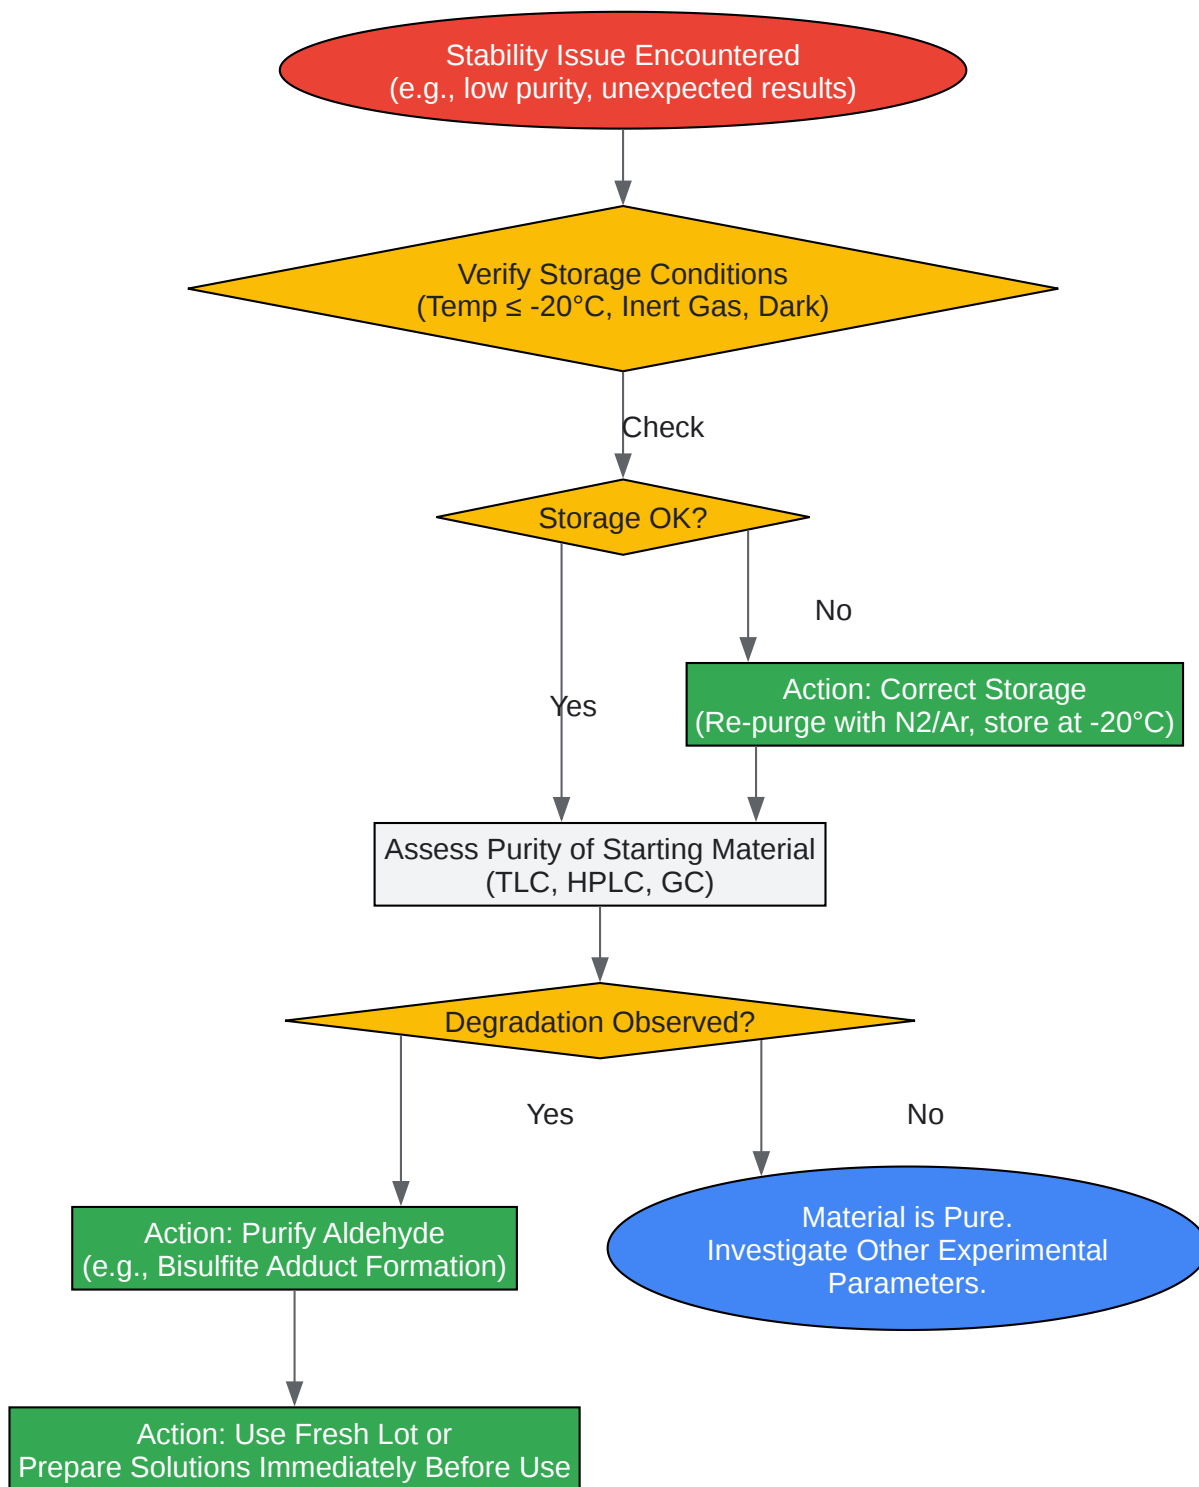 Stability Issue Encountered
(e.g., low purity, unexpected results)
Verify Storage Conditions
(Temp ≤ -20°C, Inert Gas, Dark)
Check
Storage OK?
No
Action: Correct Storage
(Re-purge with N2/Ar, store at -20°C)
Yes
Assess Purity of Starting Material
(TLC, HPLC, GC)
Degradation Observed?
Yes
No
Action: Purify Aldehyde
(e.g., Bisulfite Adduct Formation)
Material is Pure.
Investigate Other Experimental
Parameters.
Action: Use Fresh Lot or
Prepare Solutions Immediately Before Use